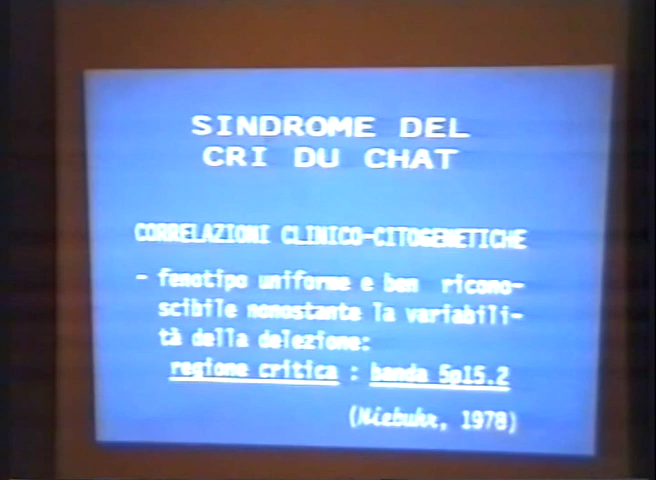 SINDROME DEL
CRI DU CHAT
CORRELAZIONI CLINICO-CITOGENETICHE
- fenotipo uniforme e ben ricono-
scibile nonostante la variabili-
tà della delezione:
regione critica : banda 5p15.2
(Niebuhr, 1978)